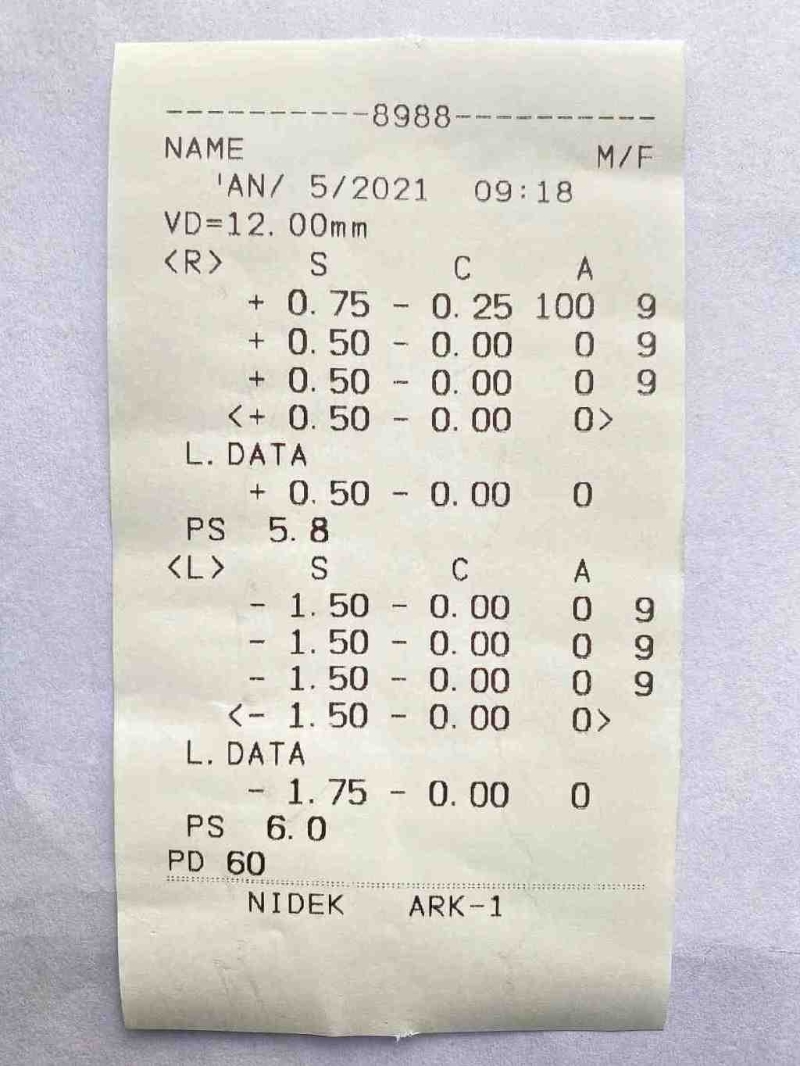 ----------8988----------
NAME M/F
'AN/ 5/2021 09:18
VD=12.00mm
<R> S C A
+ 0.75 - 0.25 100 9
+ 0.50 - 0.00 0 9
+ 0.50 - 0.00 0 9
<+ 0.50 - 0.00 0>
L.DATA
+ 0.50 - 0.00 0
PS 5.8
<L> S C A
- 1.50 - 0.00 0 9
- 1.50 - 0.00 0 9
- 1.50 - 0.00 0 9
<- 1.50 - 0.00 0>
L.DATA
- 1.75 - 0.00 0
PS 6.0
PD 60
NIDEK ARK-1